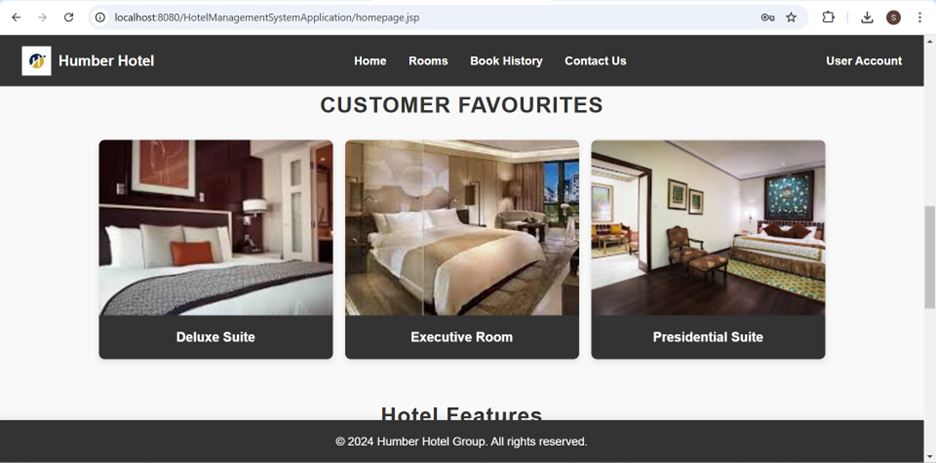 localhost:8080/HotelManagementSystemApplication/homepage.jsp
S
Humber Hotel
Home Rooms Book History Contact Us
User Account
CUSTOMER FAVOURITES
Deluxe Suite
Executive Room
Presidential Suite
Hotel Features
© 2024 Humber Hotel Group. All rights reserved.